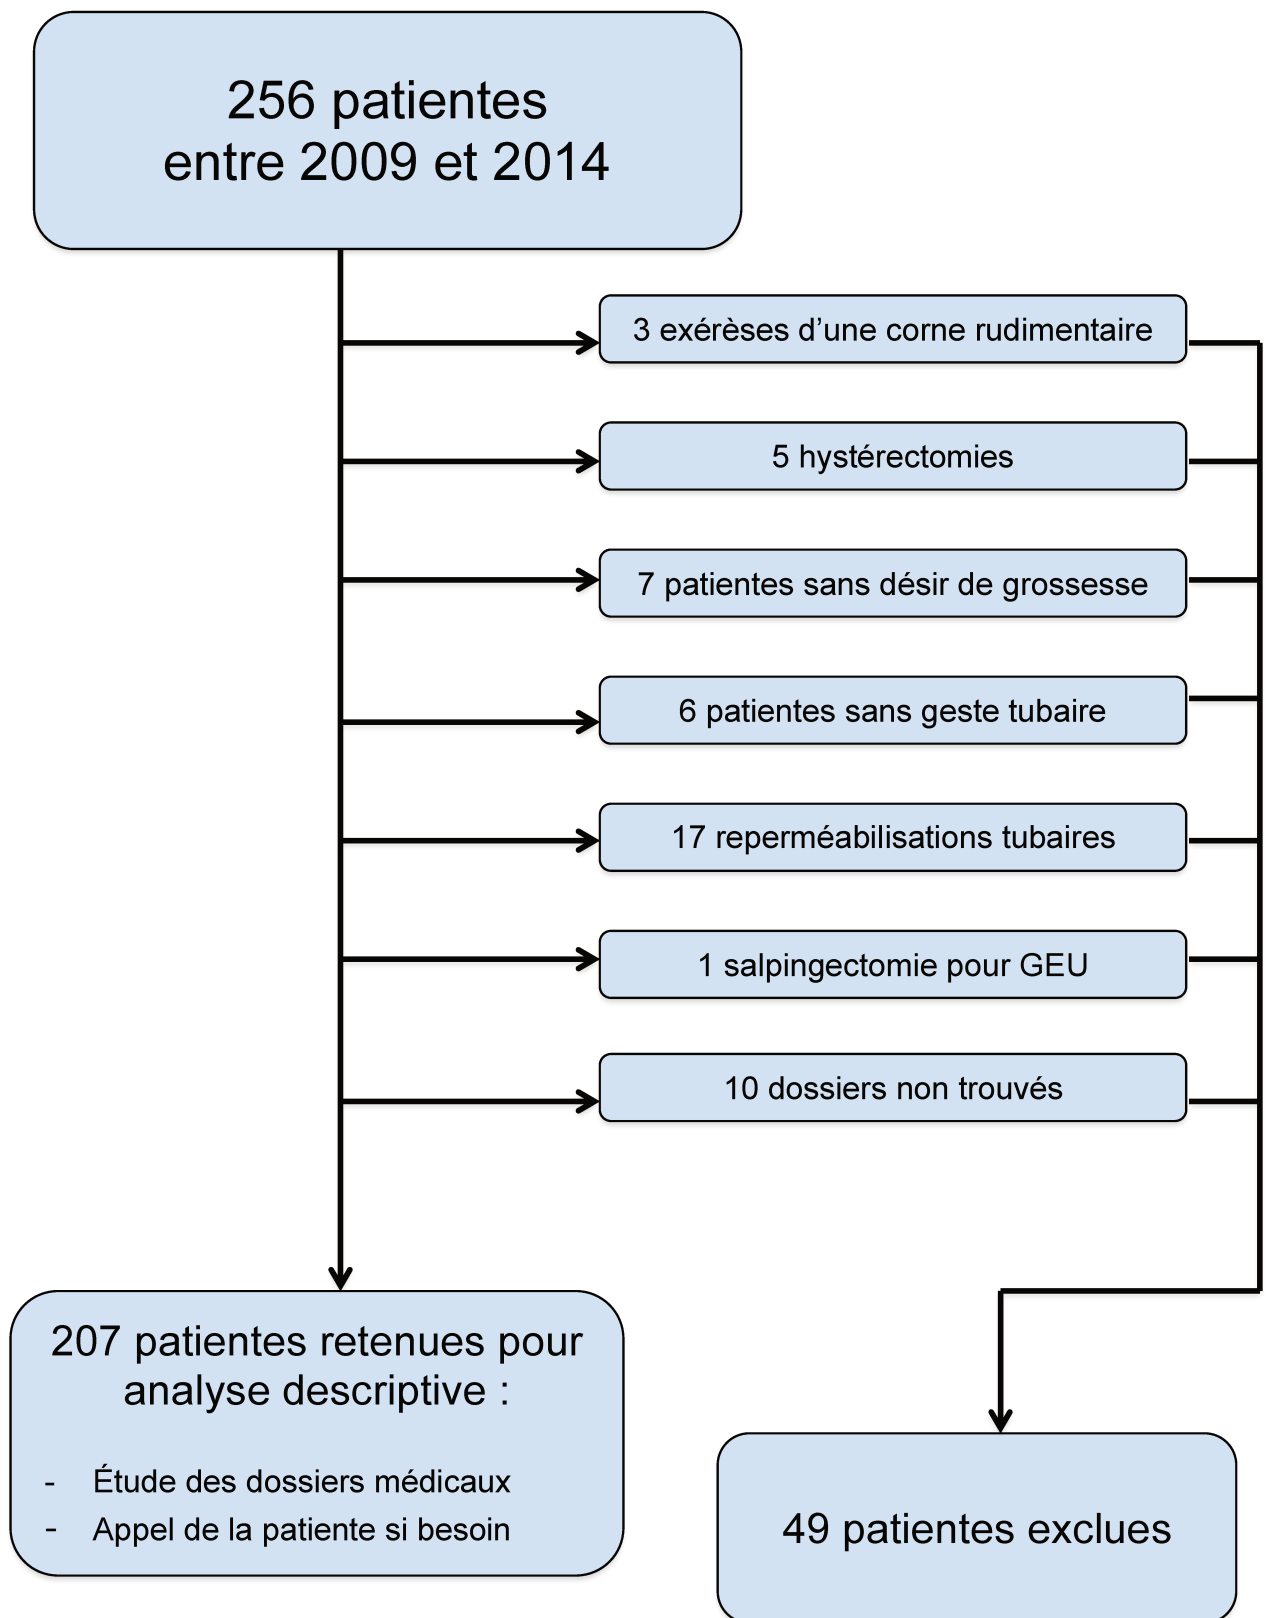 256 patientes
entre 2009 et 2014
3 exérèses d’une corne rudimentaire
5 hystérectomies
7 patientes sans désir de grossesse
6 patientes sans geste tubaire
17 reperméabilisations tubaires
1 salpingectomie pour GEU
10 dossiers non trouvés
207 patientes retenues pour
analyse descriptive :
- Étude des dossiers médicaux
- Appel de la patiente si besoin
49 patientes exclues